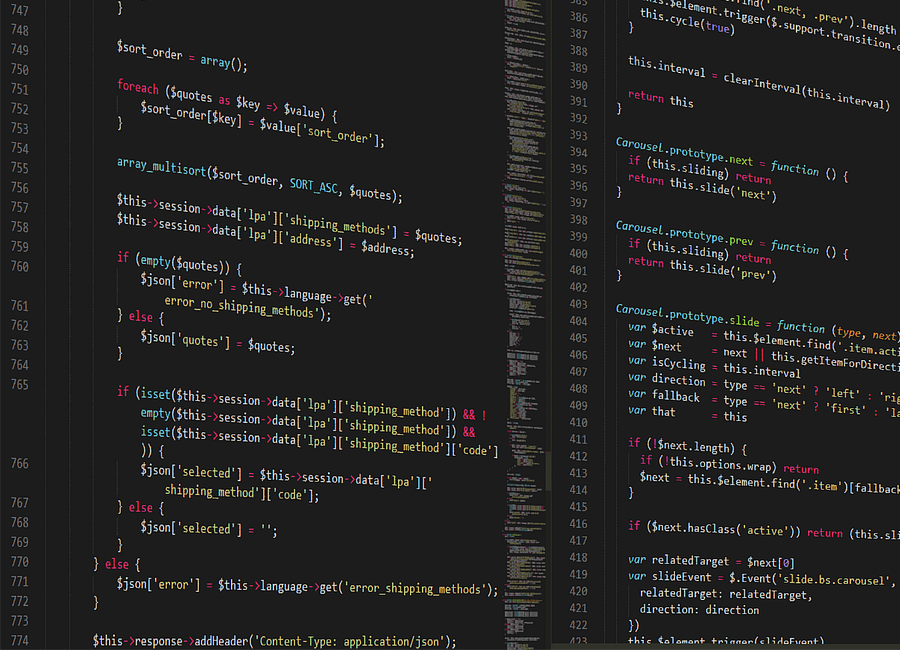 747
}
748
749
$sort_order = array();
750
751
foreach ($quotes as $key => $value) {
752
$sort_order[$key] = $value['sort_order'];
753
}
754
755
array_multisort($sort_order, SORT_ASC, $quotes);
756
757
$this->session->data['lpa']['shipping_methods'] = $quotes;
758
$this->session->data['lpa']['address'] = $address;
759
760
if (empty($quotes)) {
$json['error'] = $this->language->get('
error_no_shipping_methods');
761
} else {
762
$json['quotes'] = $quotes;
763
}
764
765
if (isset($this->session->data['lpa']['shipping_method']) && !
empty($this->session->data['lpa']['shipping_method']) &&
isset($this->session->data['lpa']['shipping_method']['code']
)) {
766
$json['selected'] = $this->session->data['lpa']['
shipping_method']['code'];
767
} else {
768
$json['selected'] = '';
769
}
770
} else {
771
$json['error'] = $this->language->get('error_shipping_methods');
772
}
773
774
$this->response->addHeader('Content-Type: application/json');
385
.find('.next, .prev').length
386
this.$element.trigger($.support.transition.
387
this.cycle(true)
388
}
389
390
this.interval = clearInterval(this.interval)
391
392
return this
393
}
394
395
Carousel.prototype.next = function () {
396
if (this.sliding) return
397
return this.slide('next')
398
}
399
400
Carousel.prototype.prev = function () {
401
if (this.sliding) return
402
return this.slide('prev')
403
}
404
405
Carousel.prototype.slide = function (type, next)
406
var $active = this.$element.find('.item.acti
407
var $next = next || this.getItemForDirecti
408
var isCycling = this.interval
409
var direction = type == 'next' ? 'left' : 'rig
410
var fallback = type == 'next' ? 'first' : 'la
var that = this
411
412
if (!$next.length) {
413
if (!this.options.wrap) return
414
$next = this.$element.find('.item')[fallback
415
}
416
417
if ($next.hasClass('active')) return (this.sli
418
419
var relatedTarget = $next[0]
420
var slideEvent = $.Event('slide.bs.carousel',
421
relatedTarget: relatedTarget,
422
direction: direction
423
})
this.$element.trigger(slideEvent)